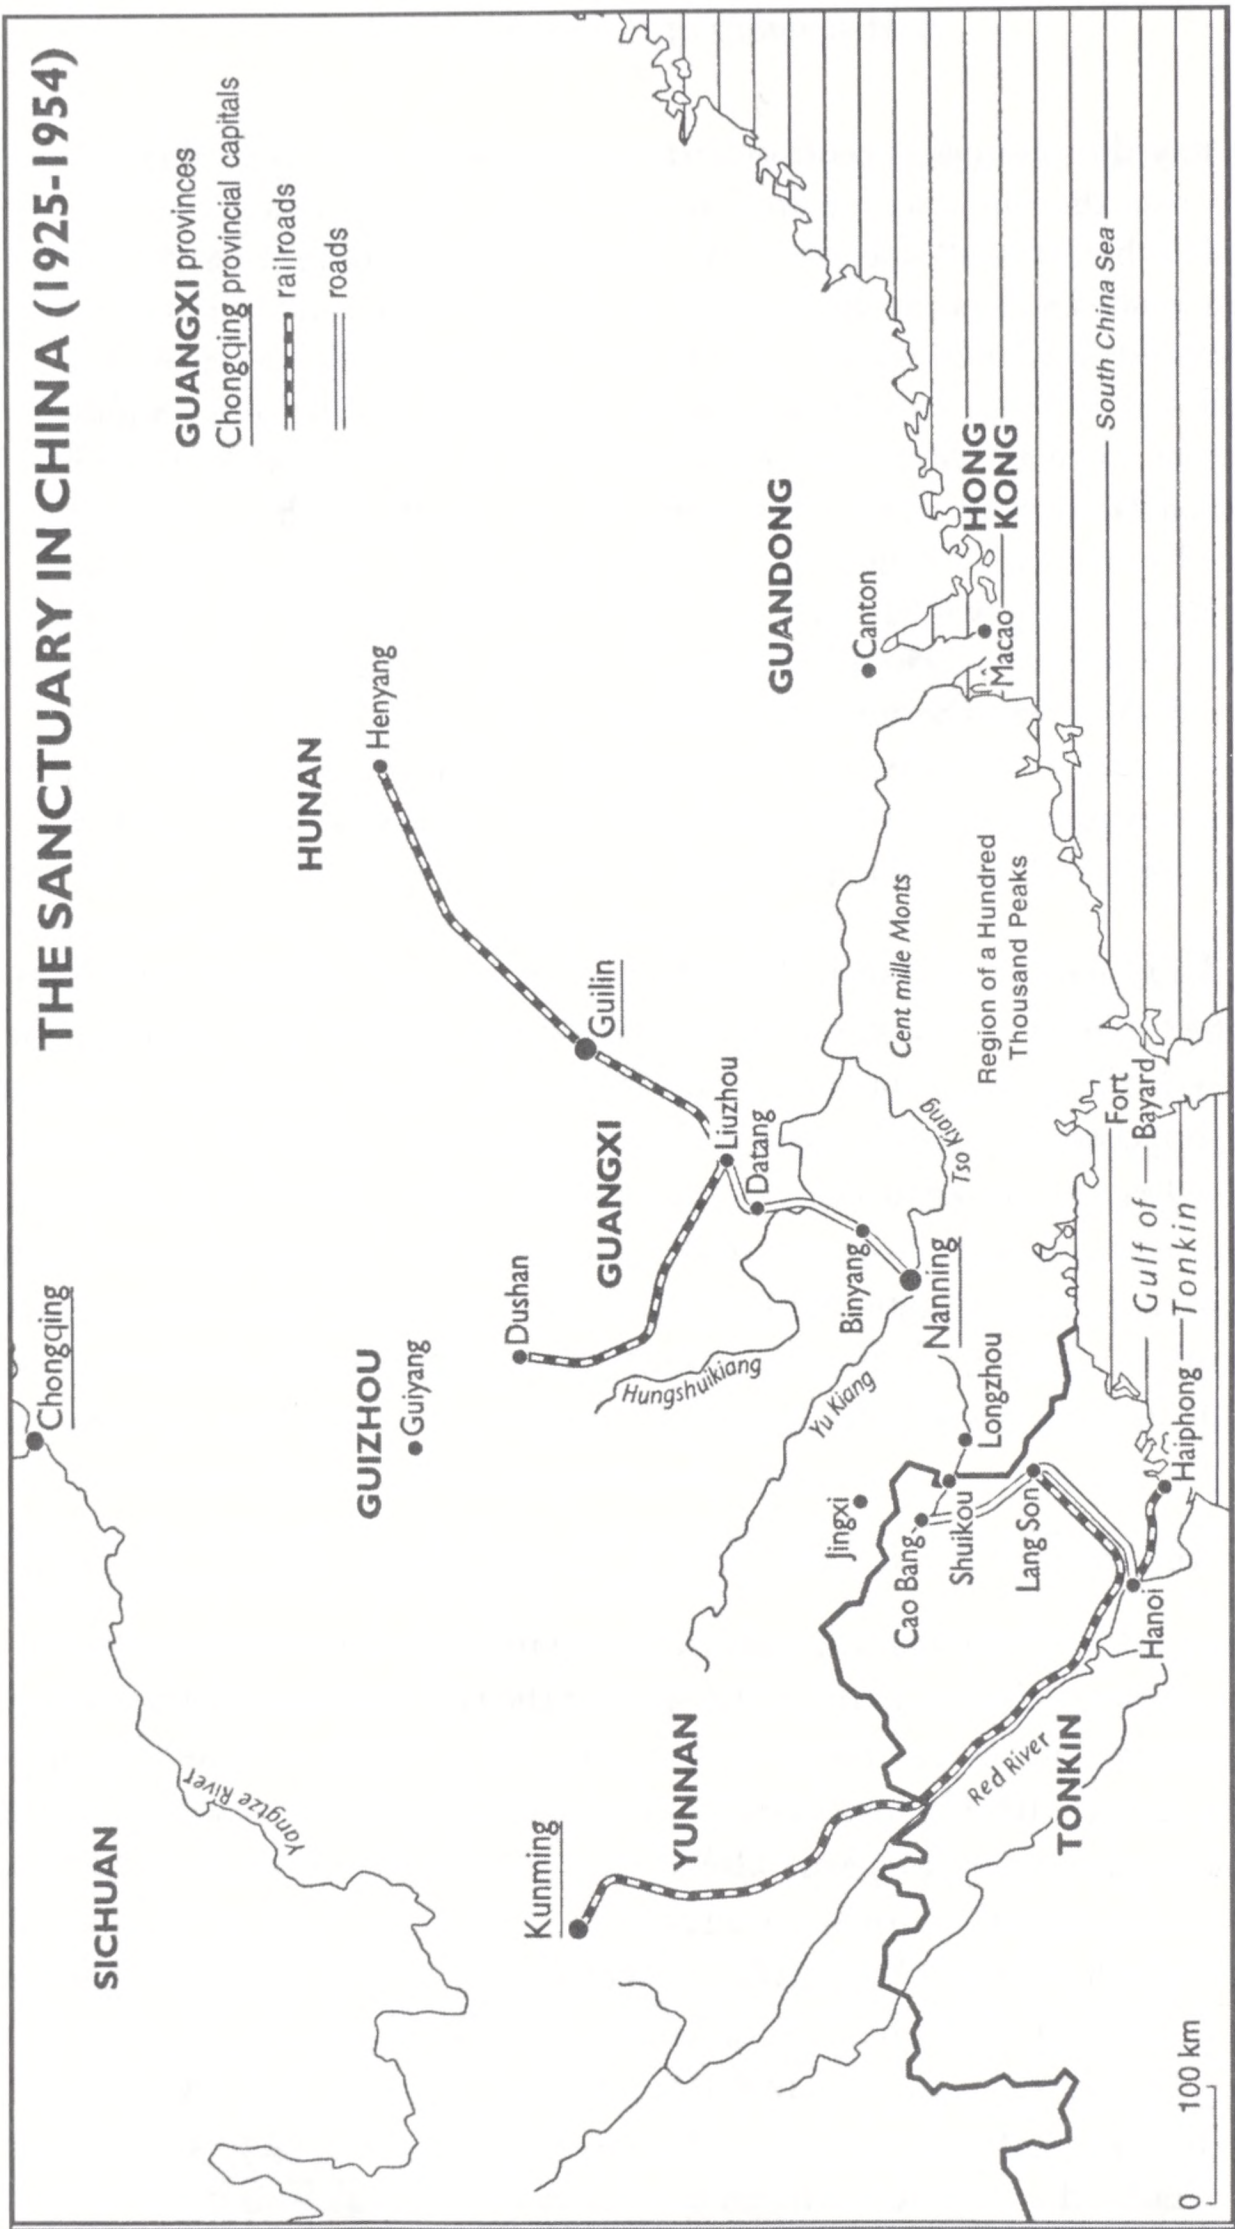 THE SANCTUARY IN CHINA (1925-1954)
GUANGXI provinces
Chongqing provincial capitals
railroads
roads
SICHUAN
Chongqing
Yangtze River
HUNAN
Henyang
GUIZHOU
Guiyang
Dushan
Guilin
GUANGXI
Liuzhou
Datang
Hungshuikiang
Kunming
YUNNAN
Yu Kiang
Binyang
Nanning
Tso Kiang
GUANDONG
Canton
HONG
KONG
Macao
Cent mille Monts
Region of a Hundred
Thousand Peaks
Jingxi
Cao Bang
Shuikou
Longzhou
Lang Son
Red River
TONKIN
Hanoi
Haiphong
Fort
Bayard
Gulf of
Tonkin
South China Sea
0 100 km